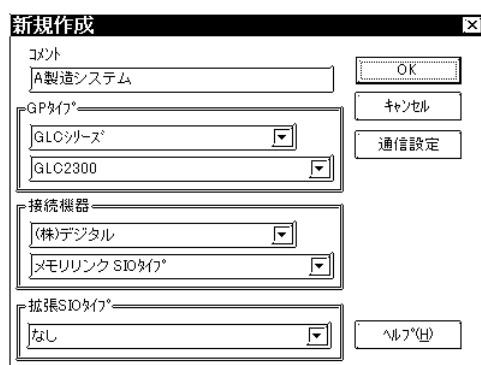 新規作成
ｺﾒﾝﾄ
A製造システム
OK
ｷｬﾝｾﾙ
通信設定
GPﾀｲﾌﾟ
GLCｼﾘｰｽﾞ
GLC2300
接続機器
(株)デジタル
メモリリンク SIOﾀｲﾌﾟ
拡張SIOﾀｲﾌﾟ
なし
ﾍﾙﾌﾟ(H)